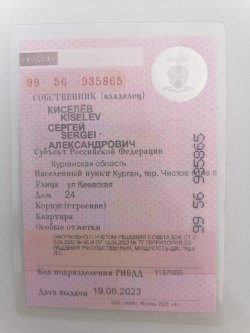 99 56 935865
СОБСТВЕННИК (владелец)
КИСЕЛЁВ
KISELEV
СЕРГЕЙ
SERGEI
АЛЕКСАНДРОВИЧ
Субъект Российской Федерации
Курганская область
Населенный пункт Курган, тер. Чистое
Улица ул Киевская
Дом 24
Корпус(строение)
Квартира
Особые отметки
99 56 935865
Код подразделения ГИБДД 1137005
Дата выдачи 19.08.2023